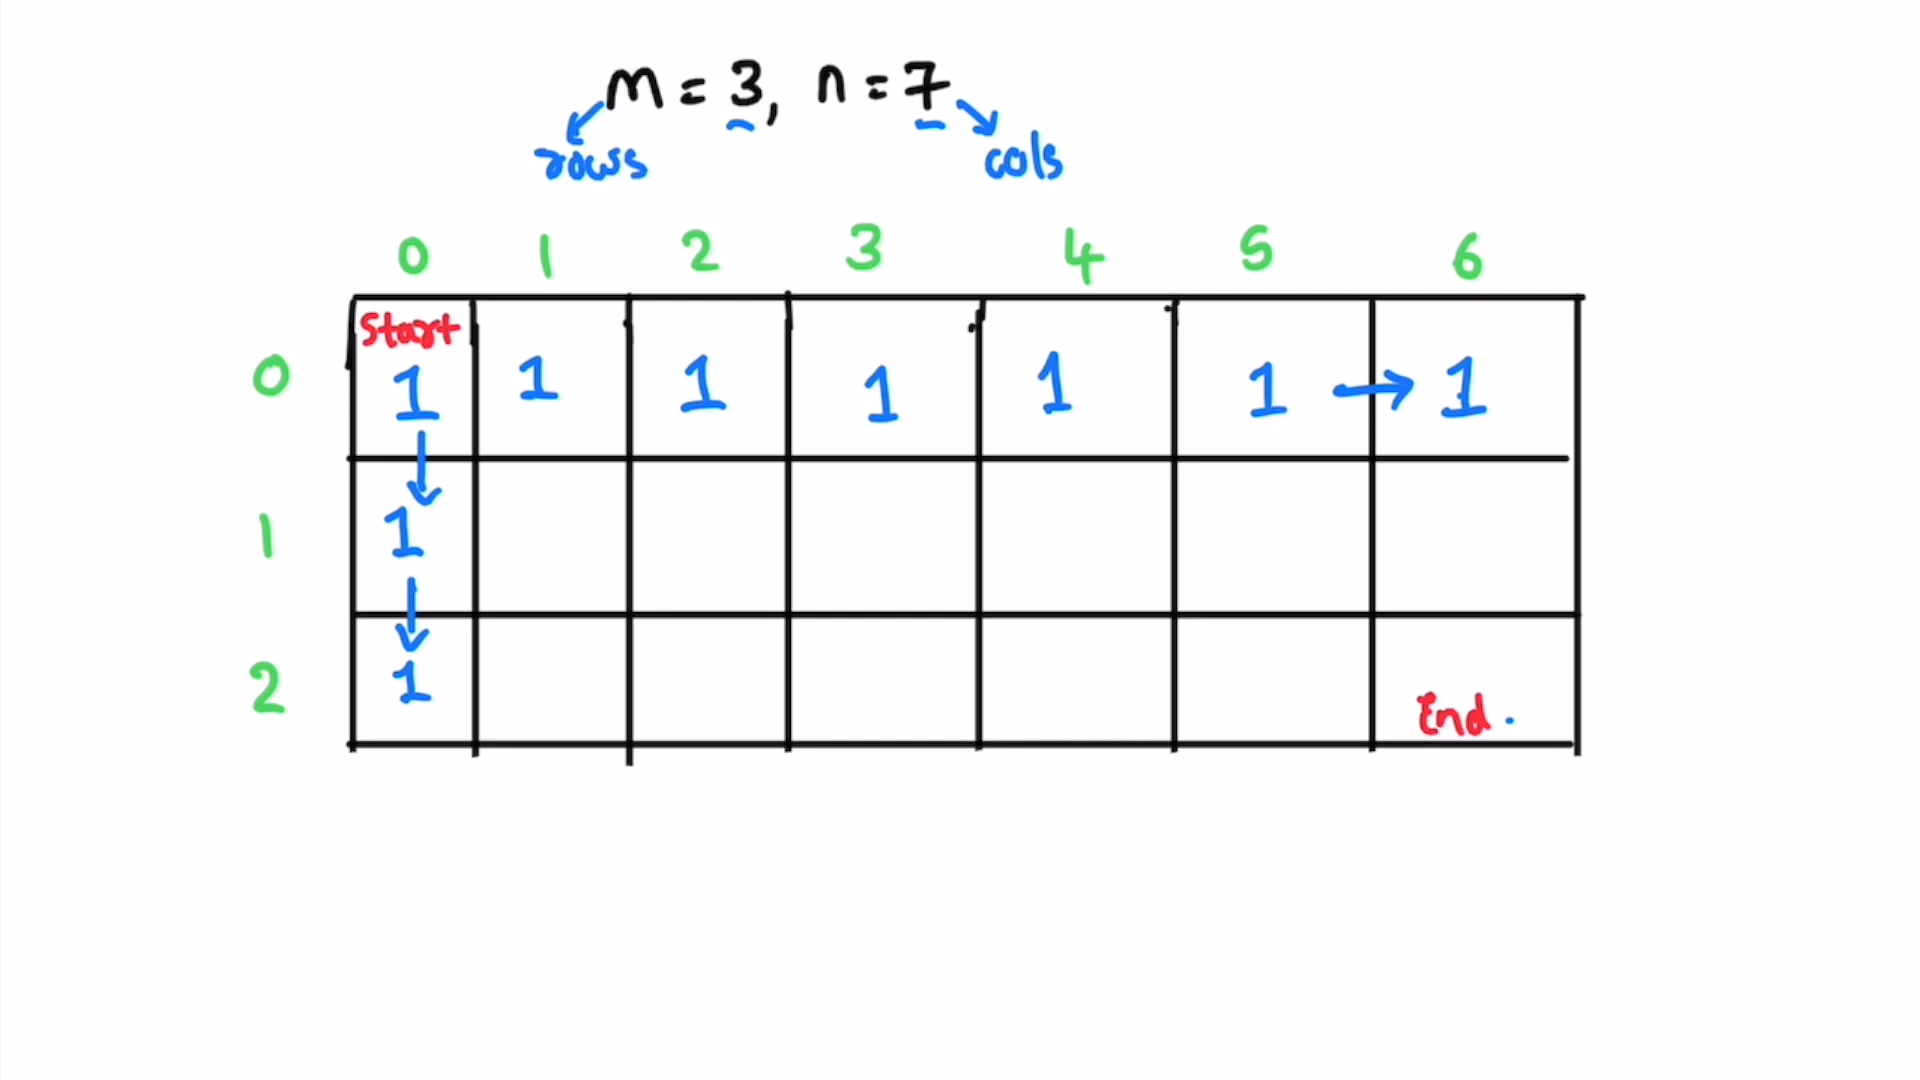 m = 3, n = 7
rows cols
0 1 2 3 4 5 6
Start
0 1 1 1 1 1 1 → 1
1 1
2 1
End .